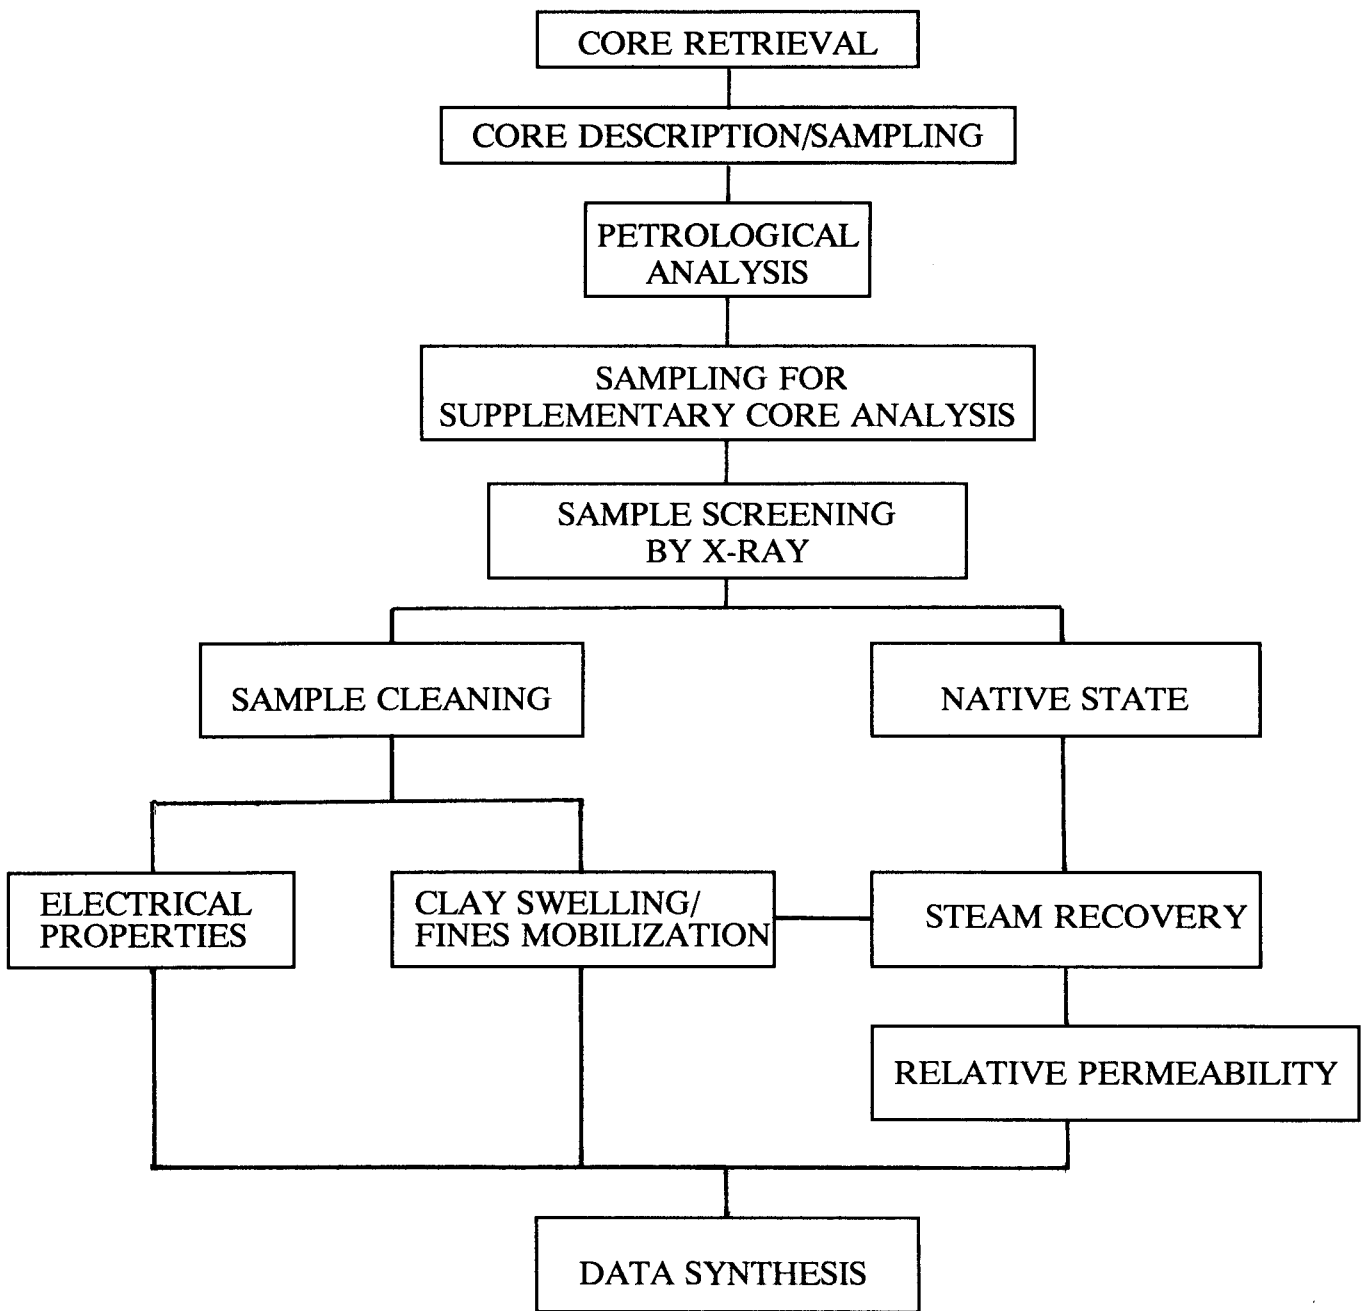 CORE RETRIEVAL
CORE DESCRIPTION/SAMPLING
PETROLOGICAL
ANALYSIS
SAMPLING FOR
SUPPLEMENTARY CORE ANALYSIS
SAMPLE SCREENING
BY X-RAY
SAMPLE CLEANING
NATIVE STATE
ELECTRICAL
PROPERTIES
CLAY SWELLING/
FINES MOBILIZATION
STEAM RECOVERY
RELATIVE PERMEABILITY
DATA SYNTHESIS